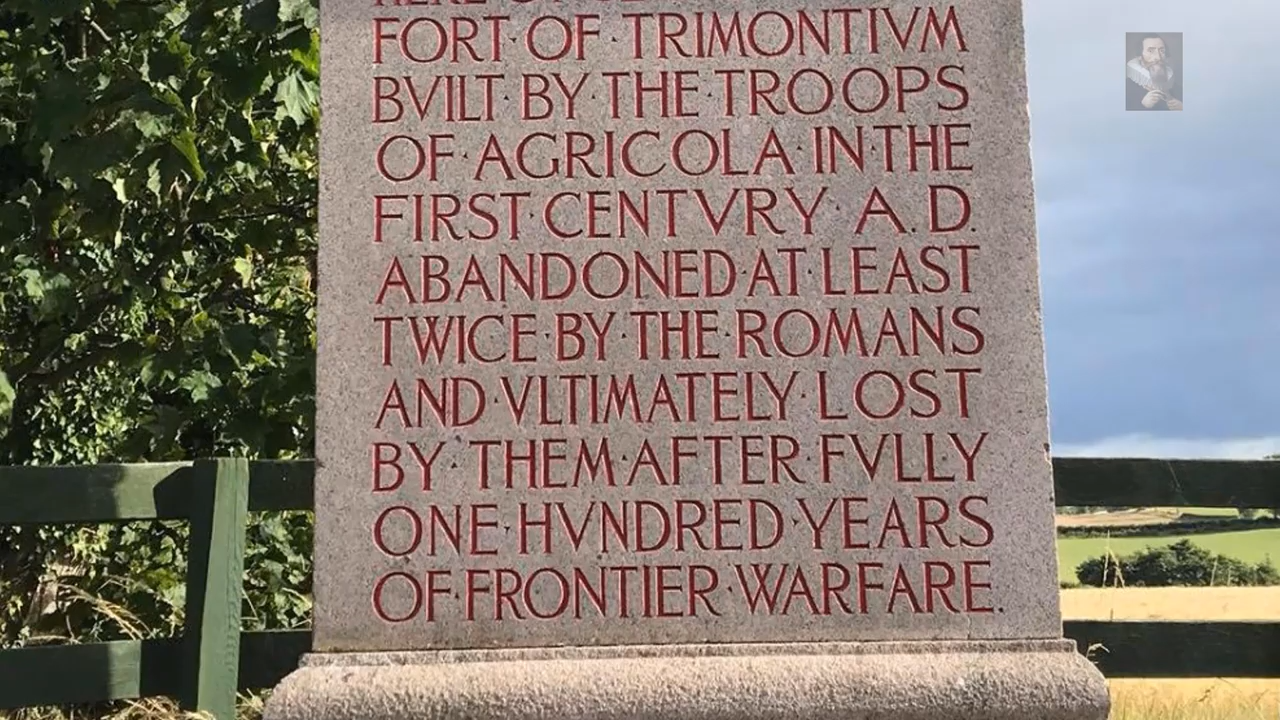 FORT·OF·TRIMONTIVM
BVILT·BY·THE·TROOPS
OF·AGRICOLA·IN·THE
FIRST·CENTVRY·A.D.
ABANDONED·AT·LEAST
TWICE·BY·THE·ROMANS
AND·VLTIMATELY·LOST
BY·THEM·AFTER·FVLLY
ONE·HVNDRED·YEARS
OF·FRONTIER·WARFARE.